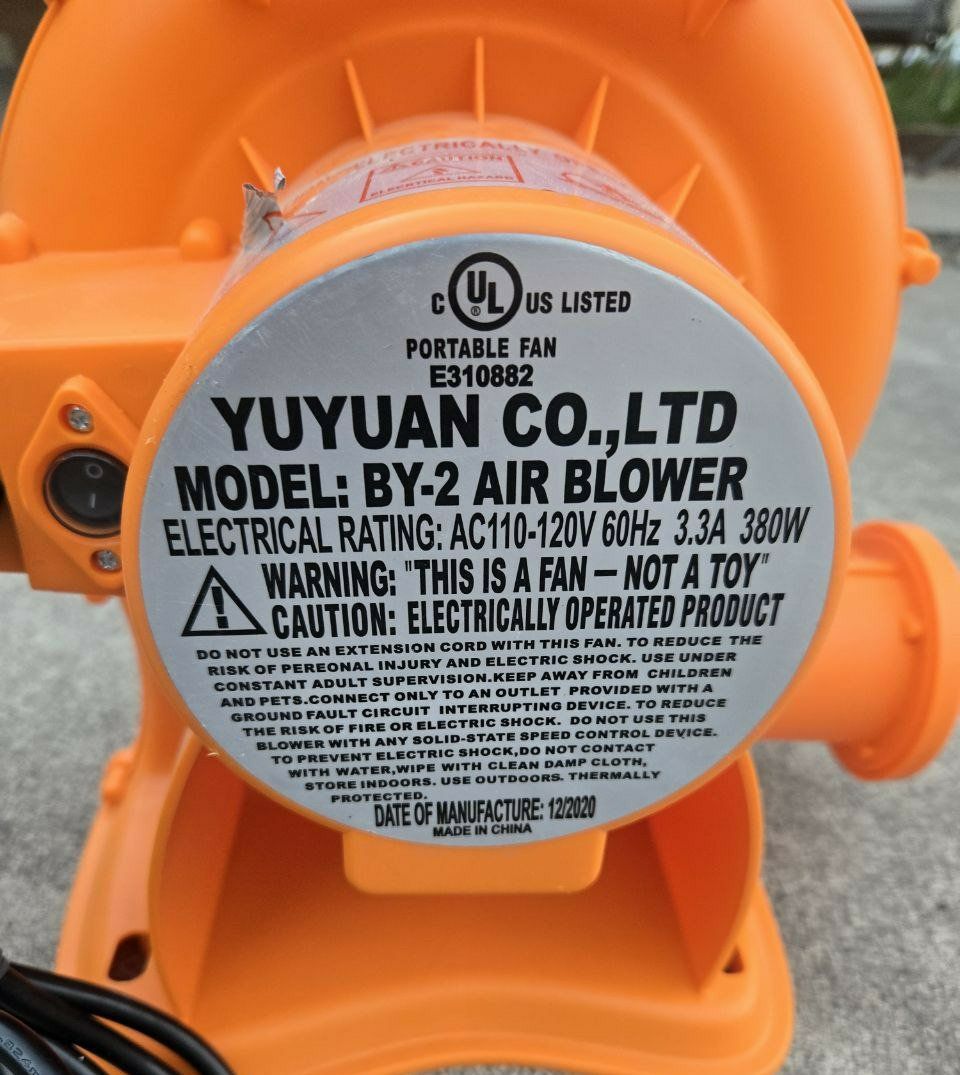 ELECTRICALLY
CAUTION
ELECTRICAL HAZARD
C UL ® US LISTED
PORTABLE FAN
E310882
YUYUAN CO.,LTD
MODEL: BY-2 AIR BLOWER
ELECTRICAL RATING: AC110-120V 60Hz 3.3A 380W
WARNING: "THIS IS A FAN — NOT A TOY"
CAUTION: ELECTRICALLY OPERATED PRODUCT
DO NOT USE AN EXTENSION CORD WITH THIS FAN. TO REDUCE THE
RISK OF PEREONAL INJURY AND ELECTRIC SHOCK. USE UNDER
CONSTANT ADULT SUPERVISION.KEEP AWAY FROM CHILDREN
AND PETS.CONNECT ONLY TO AN OUTLET PROVIDED WITH A
GROUND FAULT CIRCUIT INTERRUPTING DEVICE. TO REDUCE
THE RISK OF FIRE OR ELECTRIC SHOCK. DO NOT USE THIS
BLOWER WITH ANY SOLID-STATE SPEED CONTROL DEVICE.
TO PREVENT ELECTRIC SHOCK,DO NOT CONTACT
WITH WATER,WIPE WITH CLEAN DAMP CLOTH,
STORE INDOORS. USE OUTDOORS. THERMALLY
PROTECTED.
DATE OF MANUFACTURE: 12/2020
MADE IN CHINA